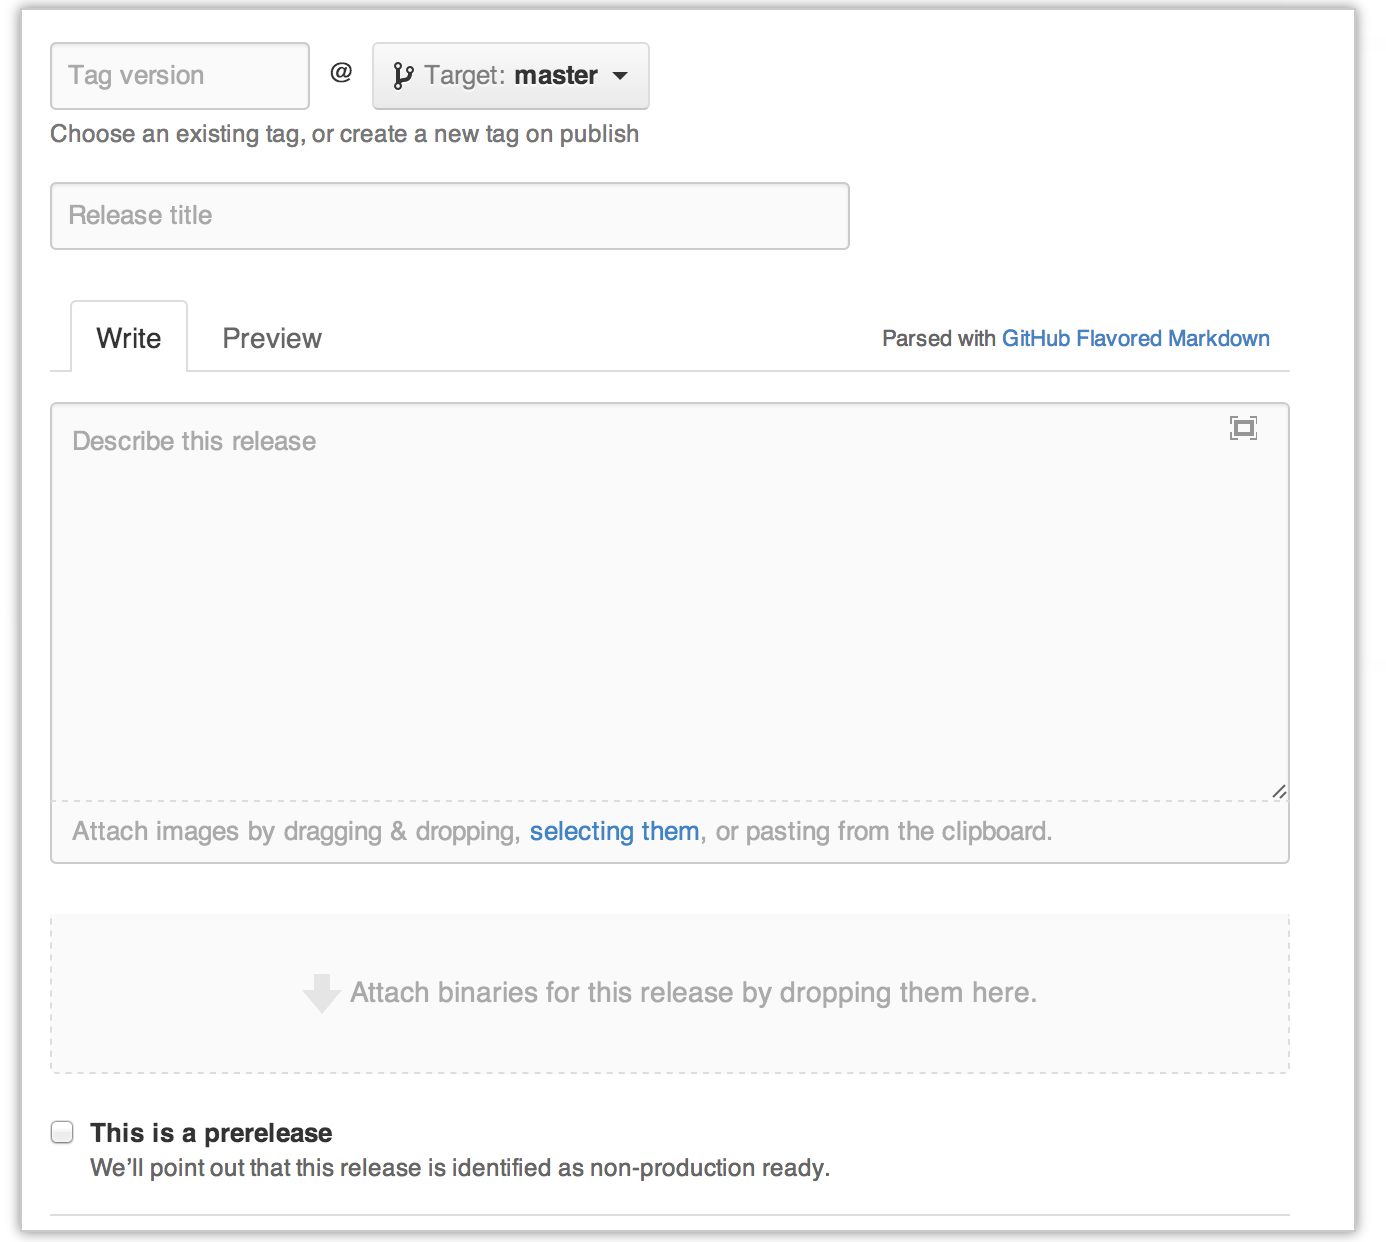 Tag version @ Target: master
Choose an existing tag, or create a new tag on publish
Release title
Write Preview Parsed with GitHub Flavored Markdown
Describe this release
Attach images by dragging & dropping, selecting them, or pasting from the clipboard.
Attach binaries for this release by dropping them here.
This is a prerelease
We’ll point out that this release is identified as non-production ready.